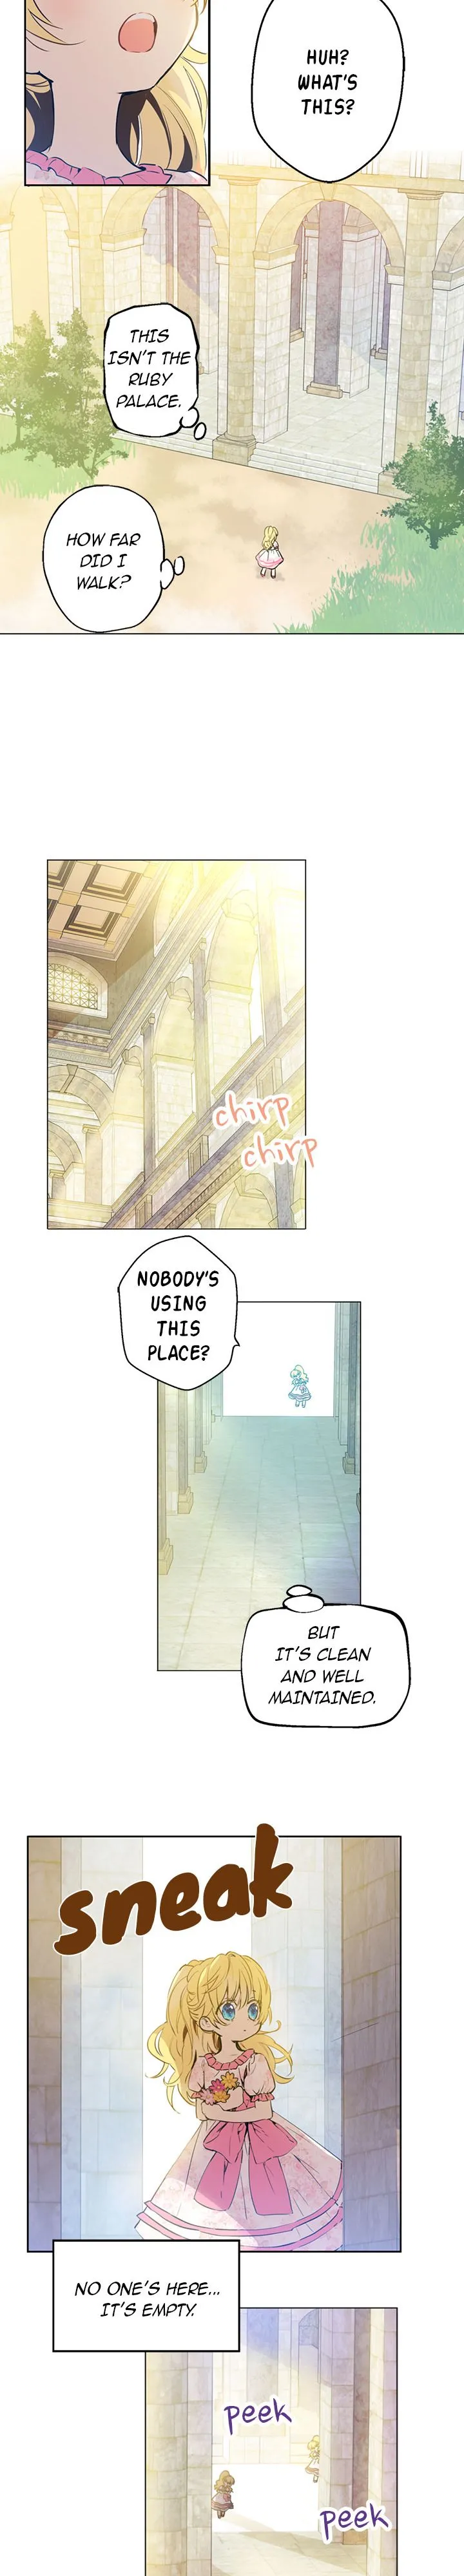 HUH?
WHAT'S
THIS?
THIS
ISN'T THE
RUBY
PALACE.
HOW FAR
DID I
WALK?
chirp
chirp
NOBODY'S
USING
THIS
PLACE?
BUT
IT'S CLEAN
AND WELL
MAINTAINED.
sneak
NO ONE'S HERE...
IT'S EMPTY.
peek
peek